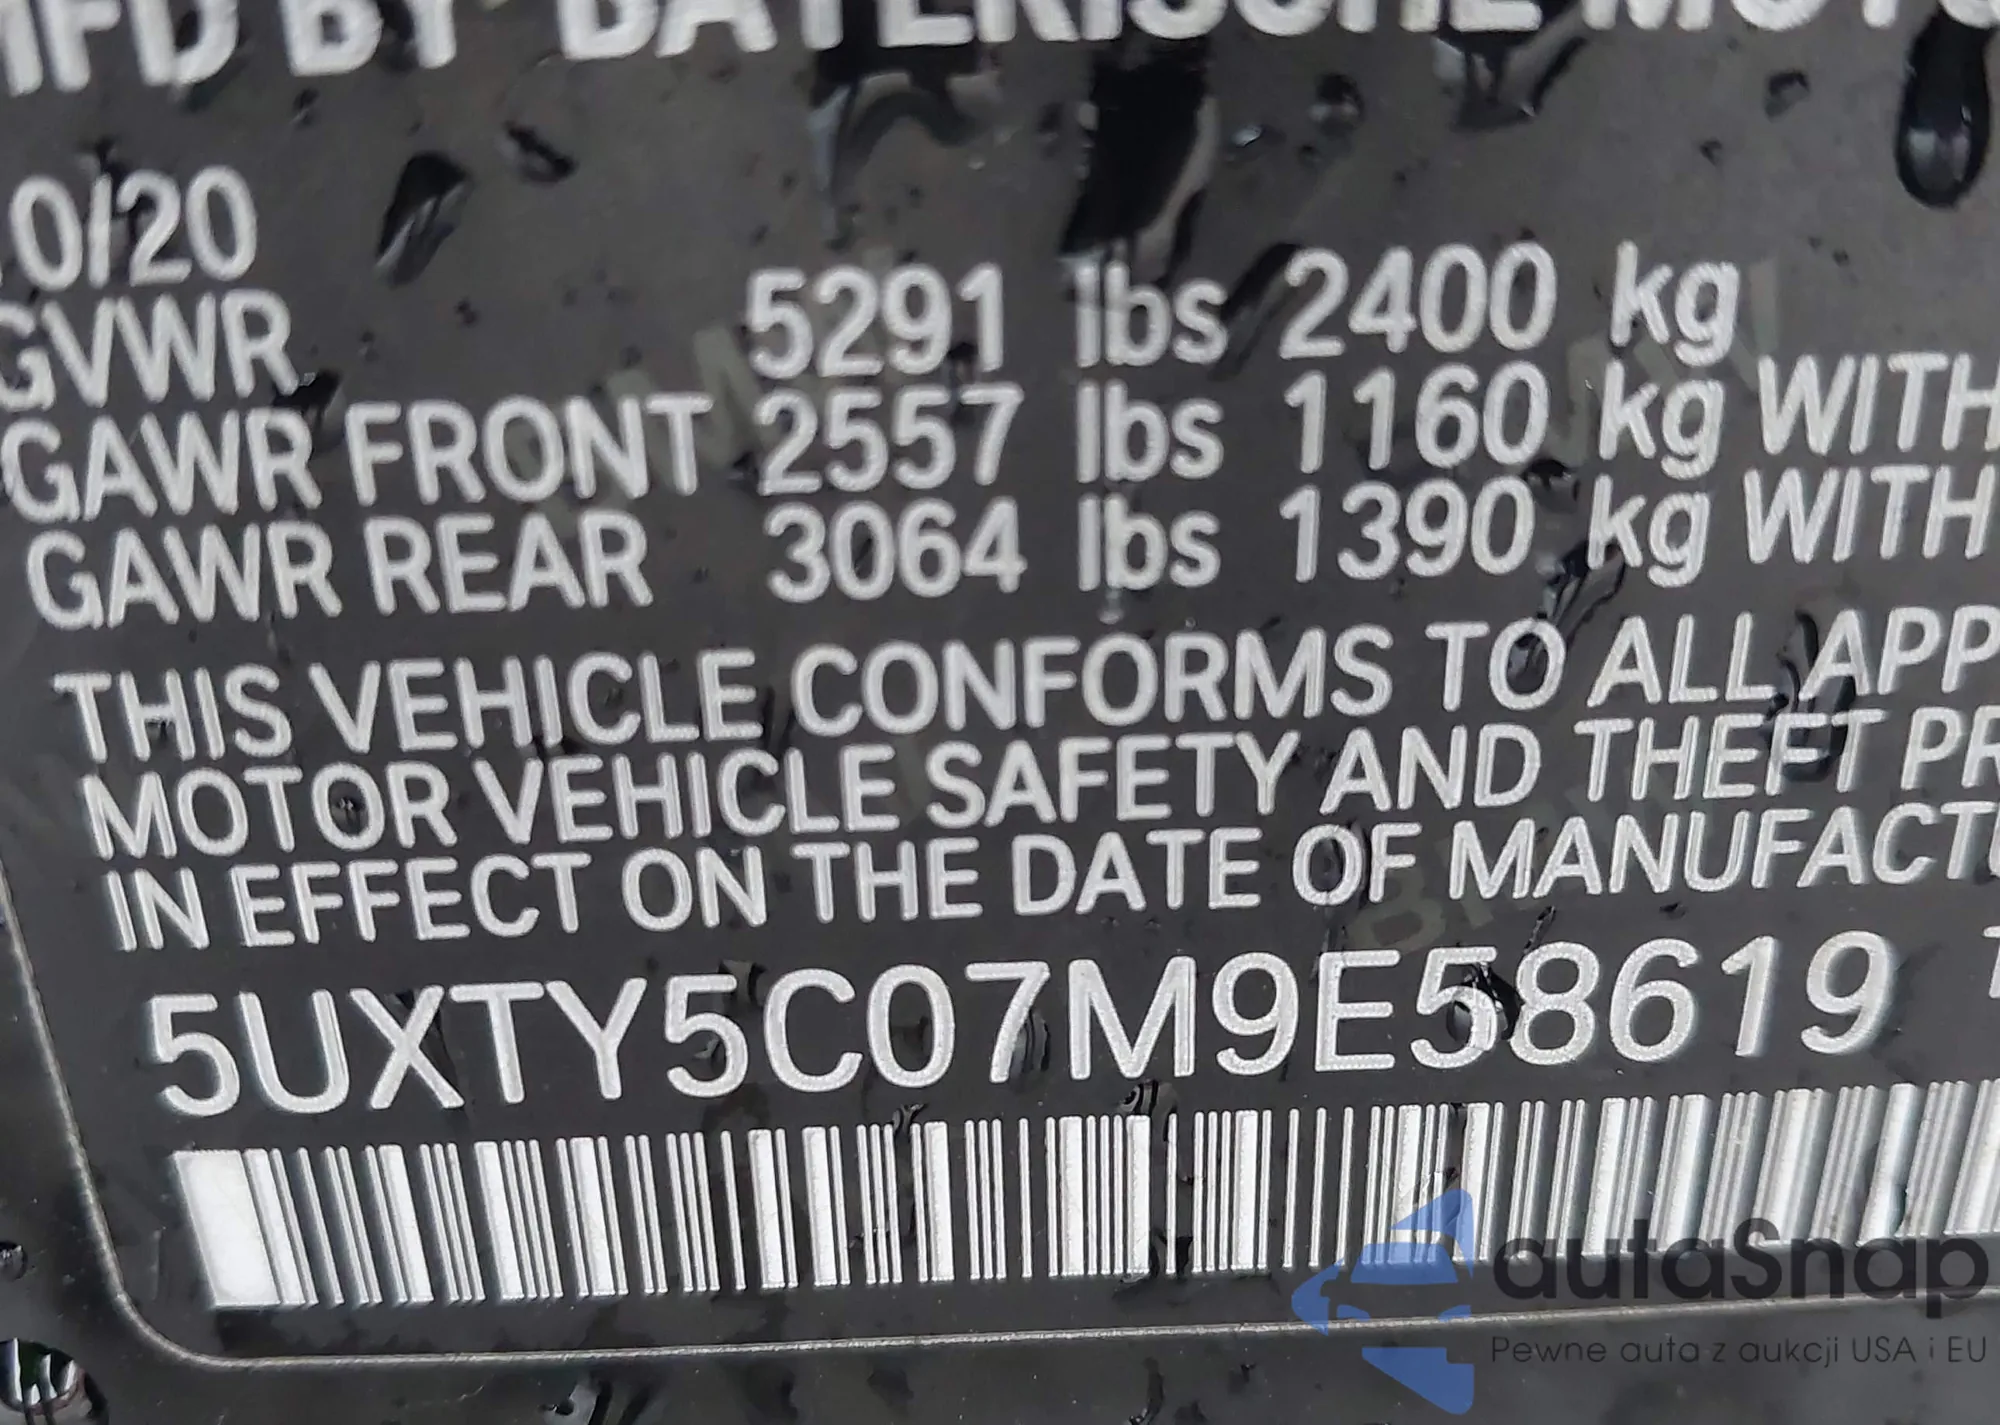 MFD BY BAYERISCHE MOTO
0/20
GVWR 5291 lbs 2400 kg
GAWR FRONT 2557 lbs 1160 kg WITH
GAWR REAR 3064 lbs 1390 kg WITH
THIS VEHICLE CONFORMS TO ALL APP
MOTOR VEHICLE SAFETY AND THEFT PR
IN EFFECT ON THE DATE OF MANUFACTU
5UXTY5C07M9E58619 T
autaSnap
Pewne auta z aukcji USA i EU